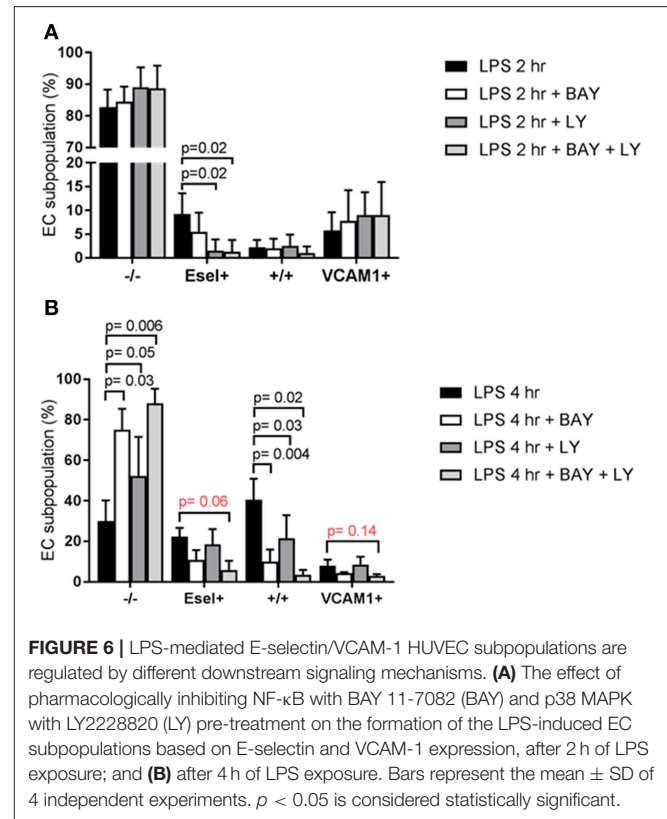 A
EC subpopulation (%)
100
90
80
70
20
15
10
5
0
p=0.02
p=0.02
-/-
Esel+
+/+
VCAM1+
LPS 2 hr
LPS 2 hr + BAY
LPS 2 hr + LY
LPS 2 hr + BAY + LY
B
EC subpopulation (%)
100
80
60
40
20
0
p= 0.006
p= 0.05
p= 0.03
p= 0.06
p= 0.02
p= 0.03
p= 0.004
p= 0.14
-/-
Esel+
+/+
VCAM1+
LPS 4 hr
LPS 4 hr + BAY
LPS 4 hr + LY
LPS 4 hr + BAY + LY
FIGURE 6 | LPS-mediated E-selectin/VCAM-1 HUVEC subpopulations are
regulated by different downstream signaling mechanisms. (A) The effect of
pharmacologically inhibiting NF-κB with BAY 11-7082 (BAY) and p38 MAPK
with LY2228820 (LY) pre-treatment on the formation of the LPS-induced EC
subpopulations based on E-selectin and VCAM-1 expression, after 2 h of LPS
exposure; and (B) after 4 h of LPS exposure. Bars represent the mean ± SD of
4 independent experiments. p < 0.05 is considered statistically significant.